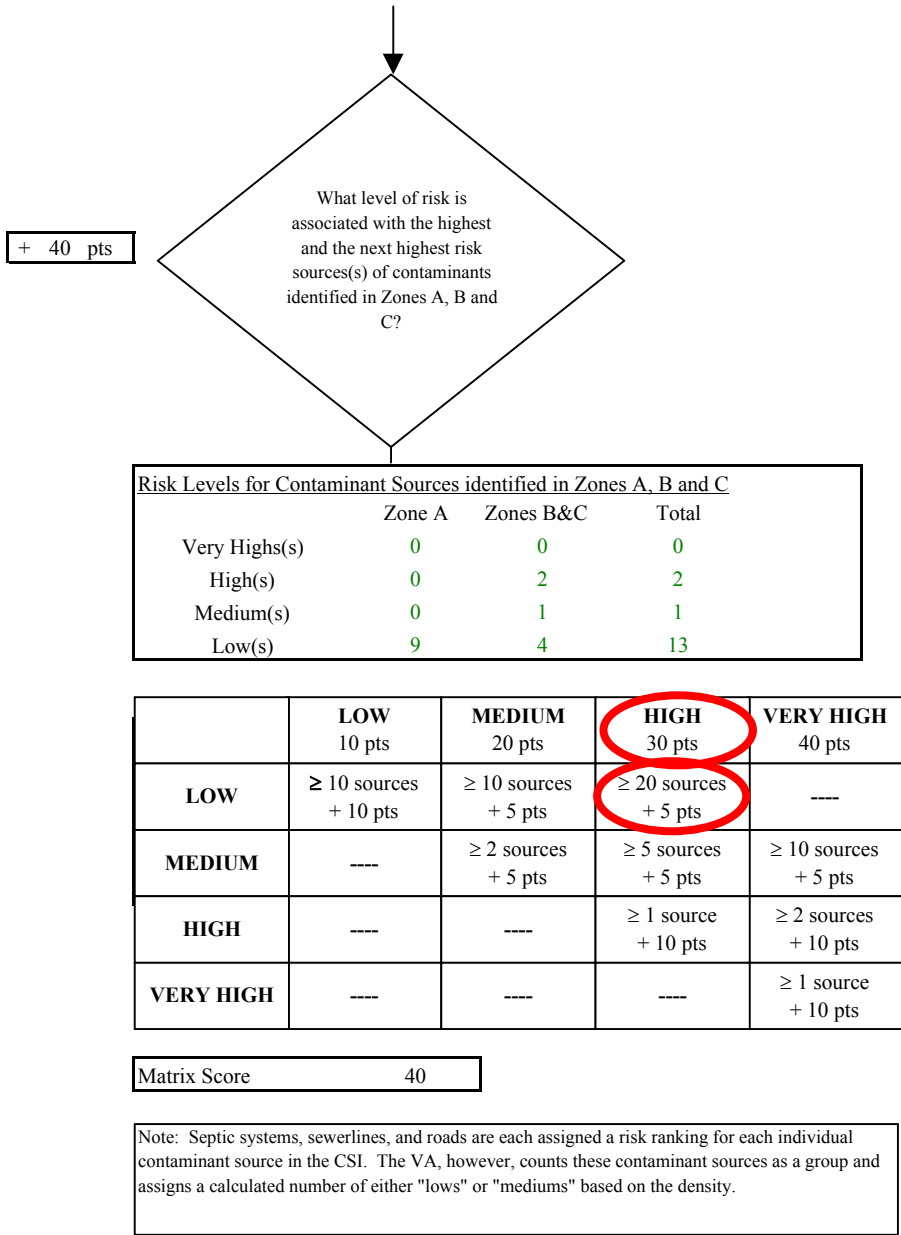 What level of risk is
associated with the highest
and the next highest risk
sources(s) of contaminants
identified in Zones A, B and
C?
+ 40 pts
Risk Levels for Contaminant Sources identified in Zones A, B and C
Zone A Zones B&C Total
Very Highs(s) 0 0 0
High(s) 0 2 2
Medium(s) 0 1 1
Low(s) 9 4 13
LOW MEDIUM HIGH VERY HIGH
10 pts 20 pts 30 pts 40 pts
LOW ≥ 10 sources ≥ 10 sources ≥ 20 sources ----
+ 10 pts + 5 pts + 5 pts
MEDIUM ---- ≥ 2 sources ≥ 5 sources ≥ 10 sources
+ 5 pts + 5 pts + 5 pts
HIGH ---- ---- ≥ 1 source ≥ 2 sources
+ 10 pts + 10 pts
VERY HIGH ---- ---- ---- ≥ 1 source
+ 10 pts
Matrix Score 40
Note: Septic systems, sewerlines, and roads are each assigned a risk ranking for each individual
contaminant source in the CSI. The VA, however, counts these contaminant sources as a group and
assigns a calculated number of either "lows" or "mediums" based on the density.